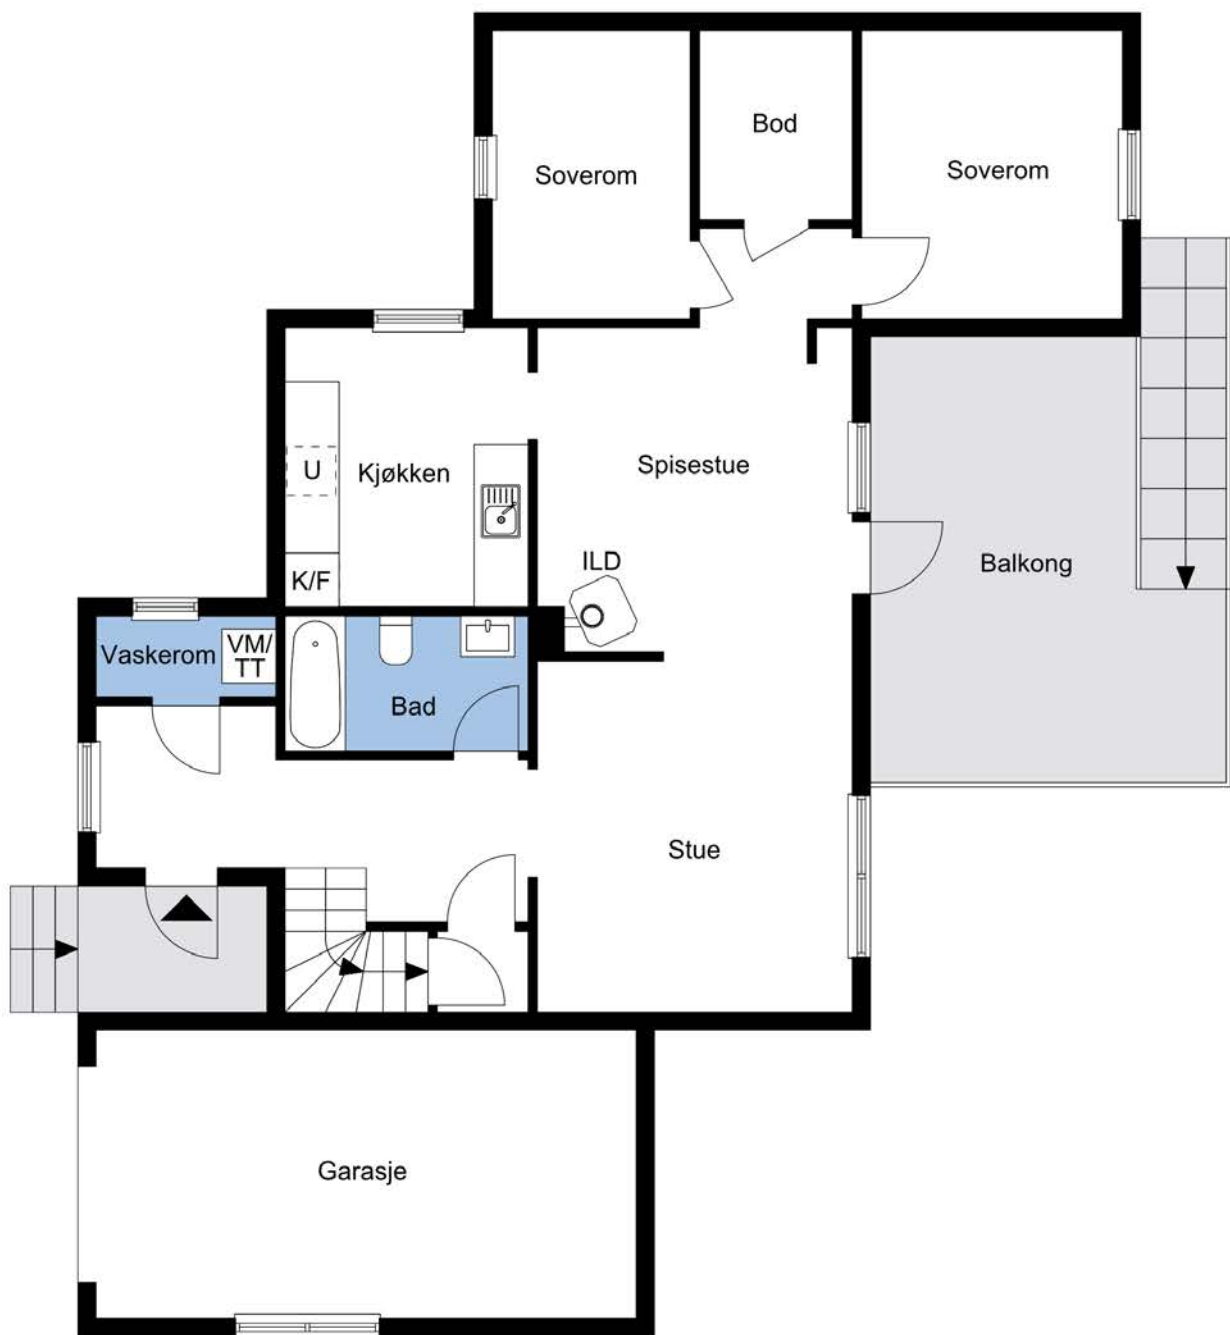 Bod
Soverom
Soverom
U
Kjøkken
Spisestue
K/F
ILD
Balkong
Vaskerom
VM/
TT
Bad
Stue
Garasje